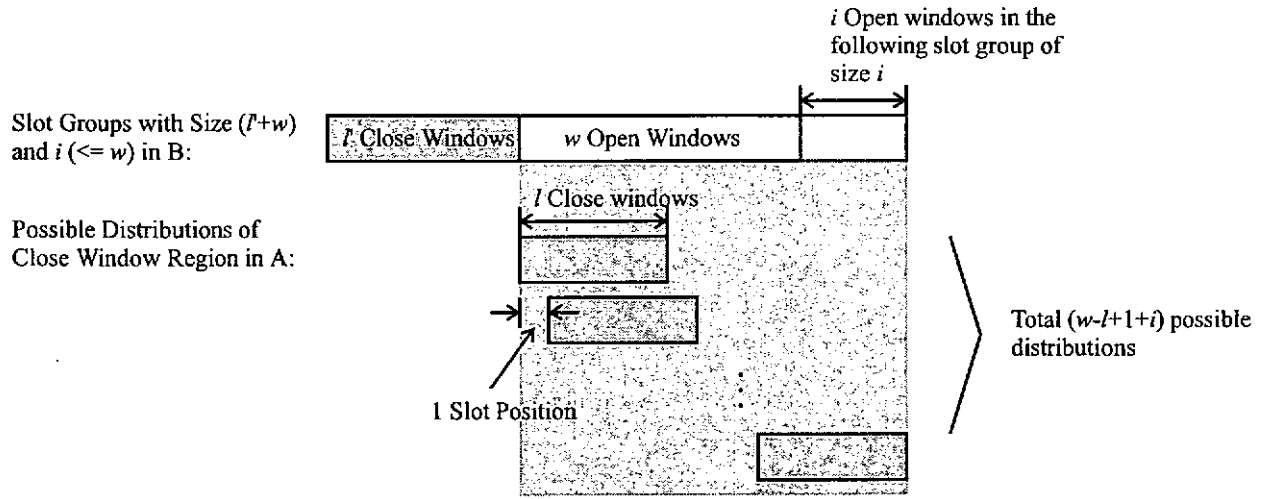 i Open windows in the
following slot group of
size i
Slot Groups with Size (l'+w)
and i (<= w) in B:
l' Close Windows
w Open Windows
l Close windows
Possible Distributions of
Close Window Region in A:
1 Slot Position
Total (w-l+1+i) possible
distributions